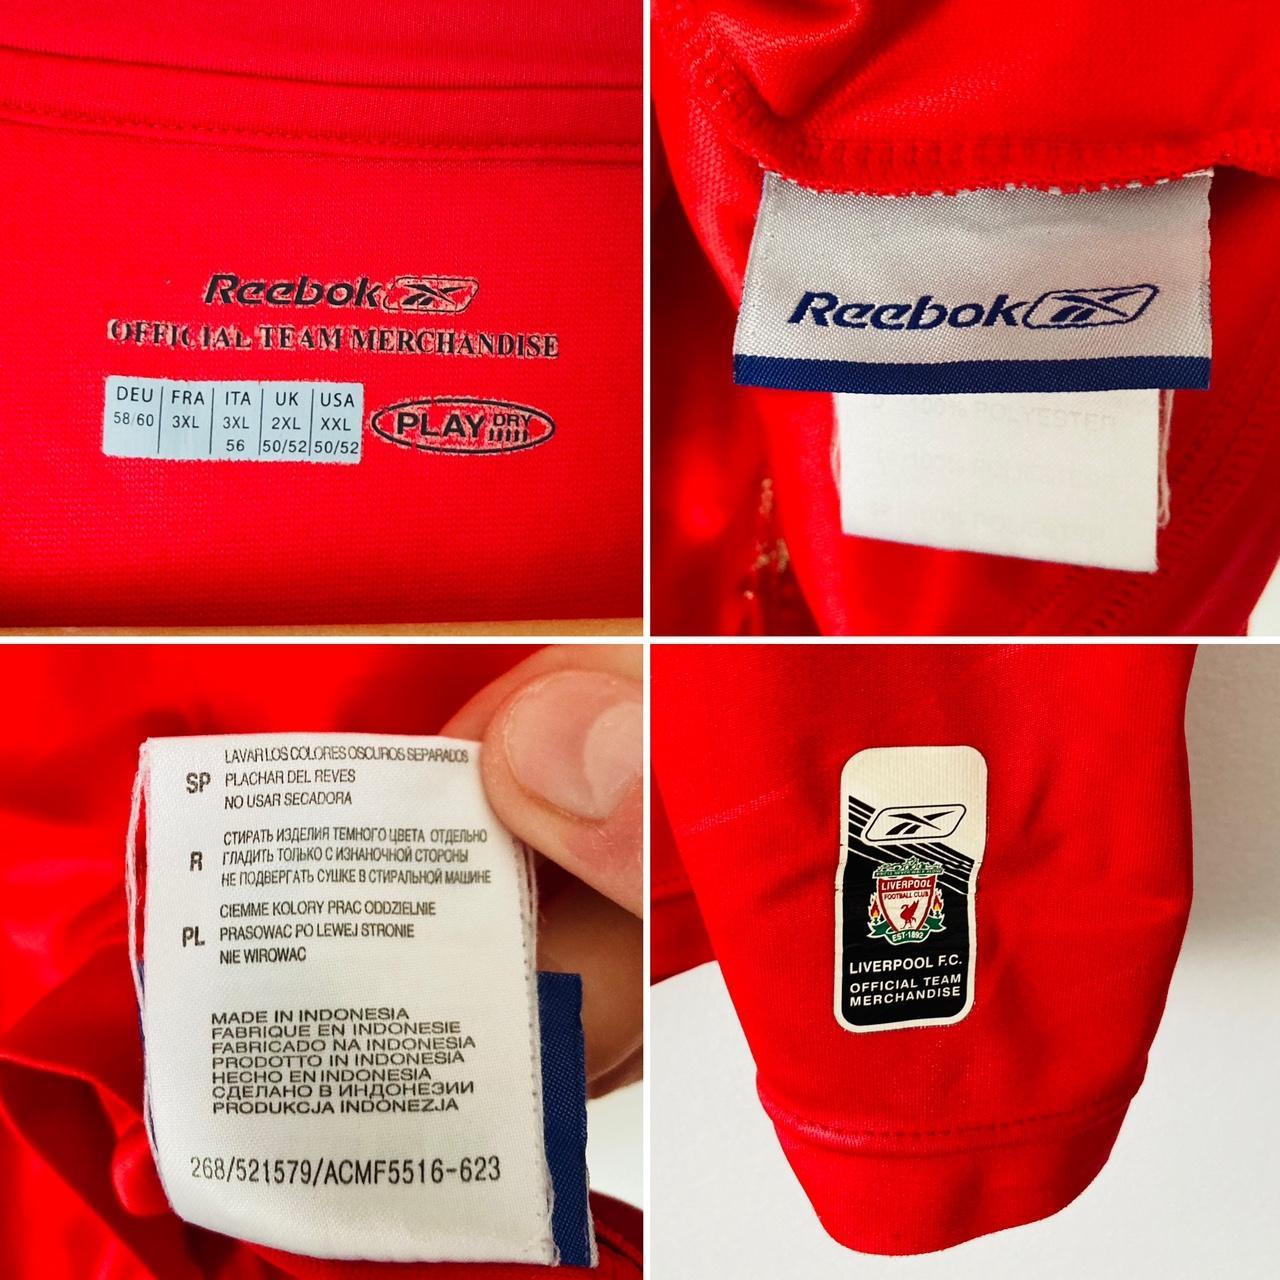 Reebok
OFFICIAL TEAM MERCHANDISE
DEU FRA ITA UK USA
58/60 3XL 3XL 2XL XXL
56 50/52 50/52
PLAY DRY
Reebok
POLYESTER
LAVAR LOS COLORES OSCUROS SEPARADOS
SP PLACHAR DEL REVES
NO USAR SECADORA
СТИРАТЬ ИЗДЕЛИЯ ТЕМНОГО ЦВЕТА ОТДЕЛЬНО
R ГЛАДИТЬ ТОЛЬКО С ИЗНАНОЧНОЙ СТОРОНЫ
НЕ ПОДВЕРГАТЬ СУШКЕ В СТИРАЛЬНОЙ МАШИНЕ
CIEMME KOLORY PRAC ODDZIELNIE
PL PRASOWAC PO LEWEJ STRONIE
NIE WIROWAC
MADE IN INDONESIA
FABRIQUE EN INDONESIE
FABRICADO NA INDONESIA
PRODOTTO IN INDONESIA
HECHO EN INDONESIA
СДЕЛАНО В ИНДОНЕЗИИ
PRODUKCJA INDONEZJA
268/521579/ACMF5516-623
LIVERPOOL
FOOTBALL CLUB
EST·1892
LIVERPOOL F.C.
OFFICIAL TEAM
MERCHANDISE